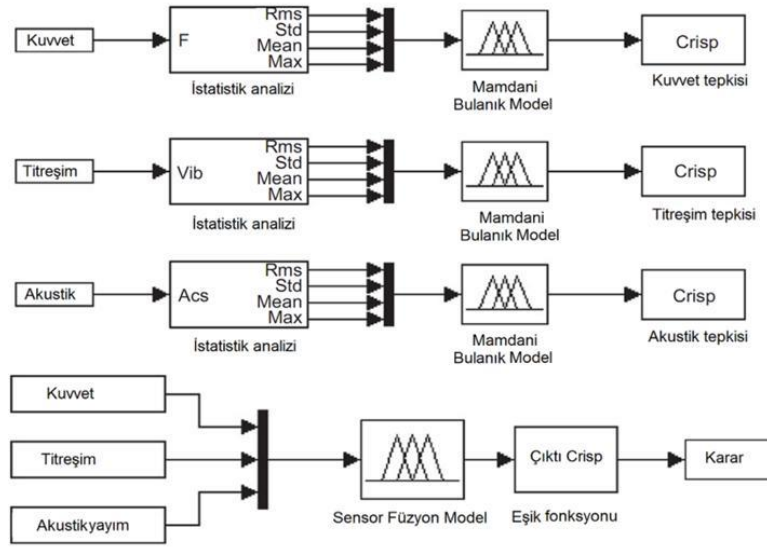 Kuvvet
F
Rms
Std
Mean
Max
İstatistik analizi
Mamdani
Bulanık Model
Crisp
Kuvvet tepkisi
Titreşim
Vib
Rms
Std
Mean
Max
İstatistik analizi
Mamdani
Bulanık Model
Crisp
Titreşim tepkisi
Akustik
Acs
Rms
Std
Mean
Max
İstatistik analizi
Mamdani
Bulanık Model
Crisp
Akustik tepkisi
Kuvvet
Titreşim
Akustikyayım
Sensor Füzyon Model
Çıktı Crisp
Eşik fonksyonu
Karar